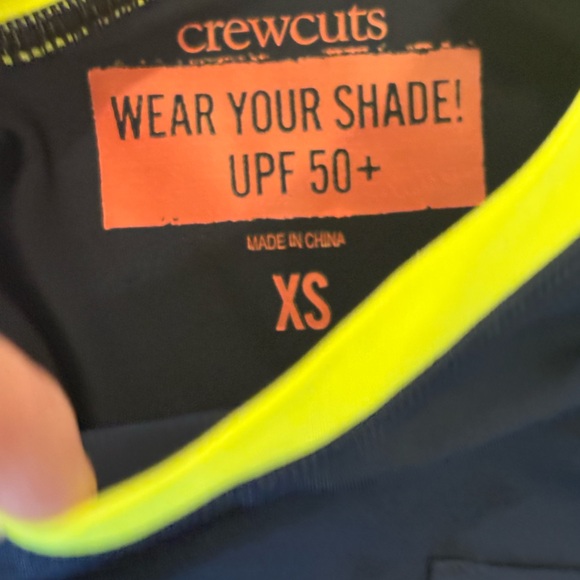 crewcuts
WEAR YOUR SHADE!
UPF 50+
MADE IN CHINA
XS